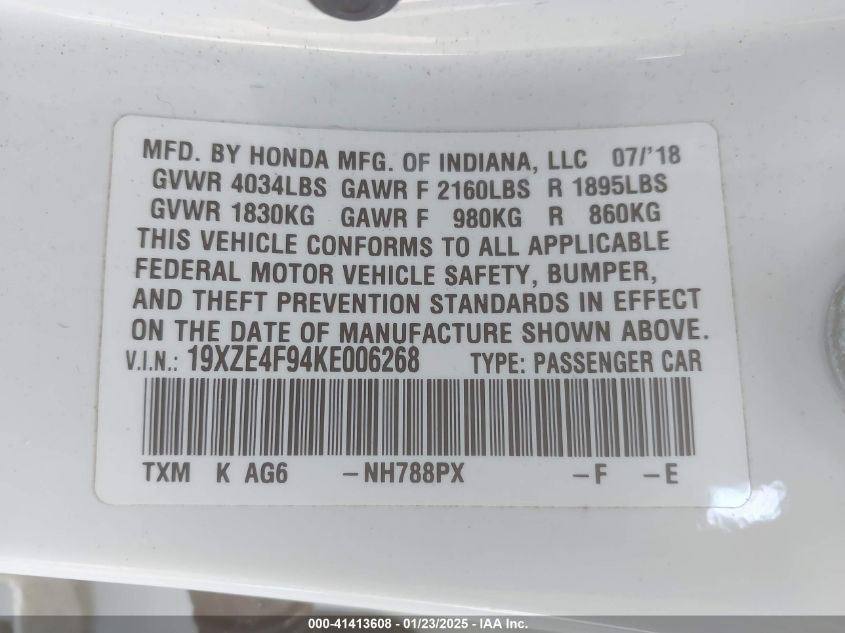 MFD. BY HONDA MFG. OF INDIANA, LLC 07/'18
GVWR 4034LBS GAWR F 2160LBS R 1895LBS
GVWR 1830KG GAWR F 980KG R 860KG
THIS VEHICLE CONFORMS TO ALL APPLICABLE
FEDERAL MOTOR VEHICLE SAFETY, BUMPER,
AND THEFT PREVENTION STANDARDS IN EFFECT
ON THE DATE OF MANUFACTURE SHOWN ABOVE.
V.I.N.: 19XZE4F94KE006268 TYPE: PASSENGER CAR
TXM K AG6 –NH788PX –F –E
000-41413608 / 01/23/2025 - IAA Inc.